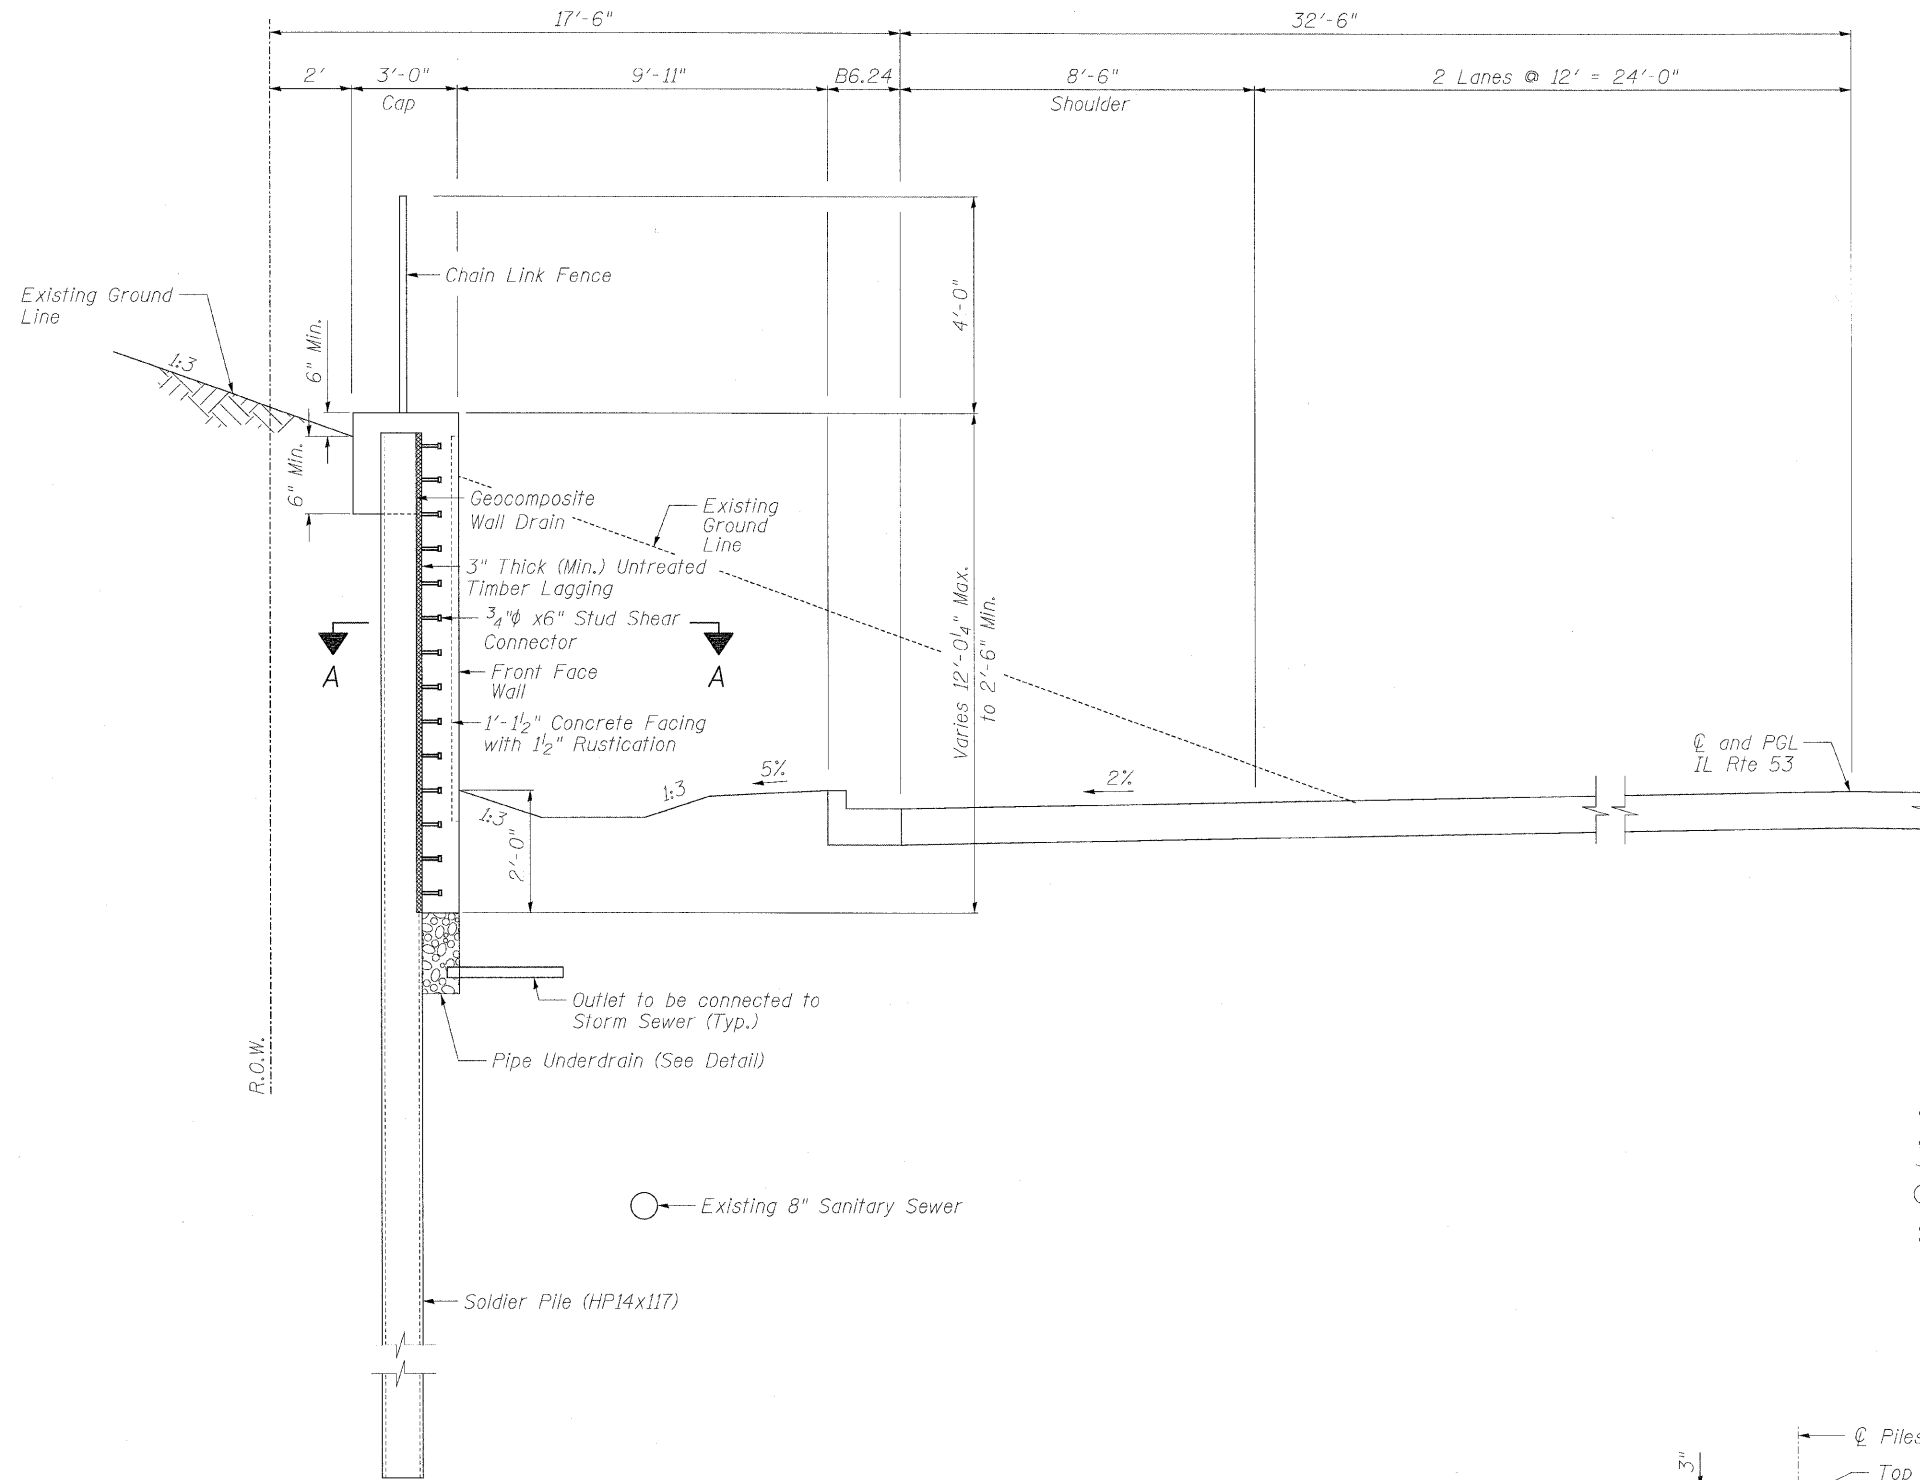 17'-6"
32'-6"
2'
3'-0"
9'-11"
B6.24
8'-6"
2 Lanes @ 12' = 24'-0"
Cap
Shoulder
Chain Link Fence
4'-0"
Existing Ground
Line
1:3
6" Min.
6" Min.
Geocomposite
Wall Drain
Existing
Ground
Line
3" Thick (Min.) Untreated
Timber Lagging
3/4"ϕ x6" Stud Shear
Connector
A
A
Front Face
Wall
1'-1 1/2" Concrete Facing
with 1 1/2" Rustication
Varies 12'-0 1/4" Max.
to 2'-6" Min.
℄ and PGL
IL Rte 53
5%
2%
1:3
1:3
2'-0"
Outlet to be connected to
Storm Sewer (Typ.)
Pipe Underdrain (See Detail)
R.O.W.
Existing 8" Sanitary Sewer
Soldier Pile (HP14x117)
℄ Piles
3"
Top